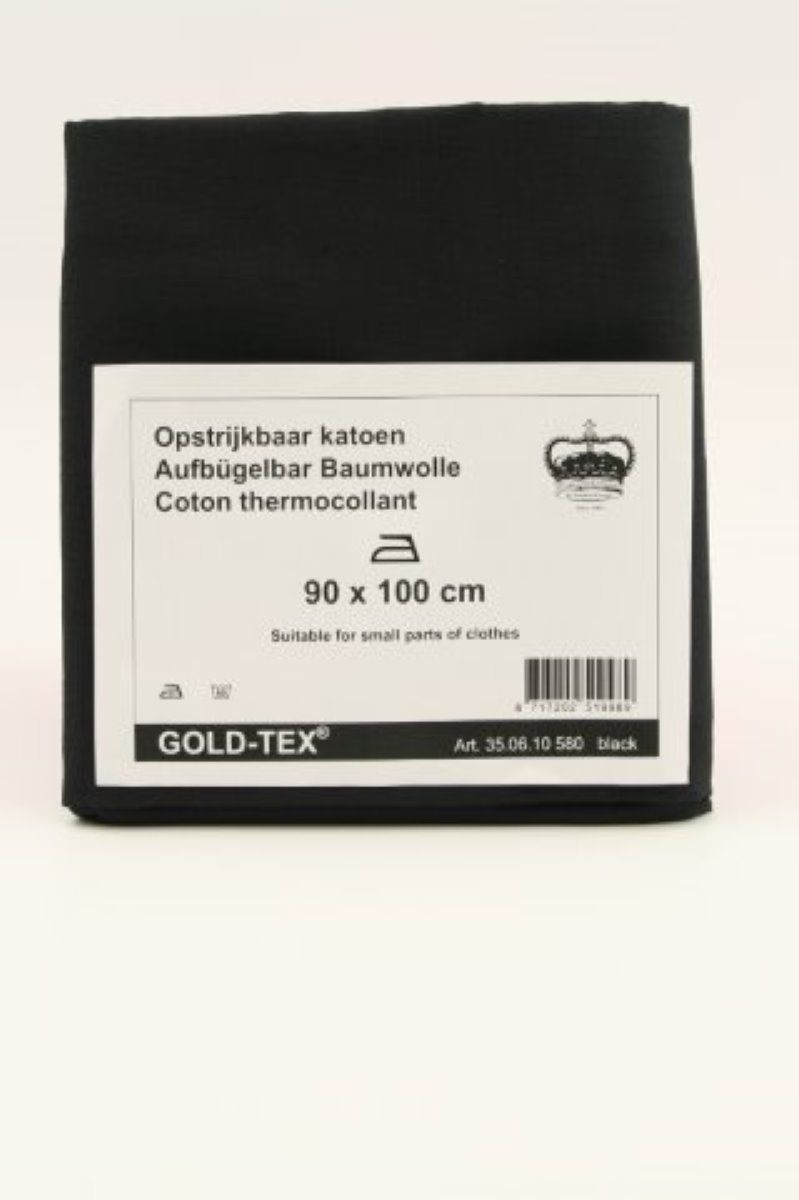 Opstrijkbaar katoen
Aufbügelbar Baumwolle
Coton thermocollant
90 x 100 cm
Suitable for small parts of clothes
GOLD-TEX®
Art. 35.06.10 580 black